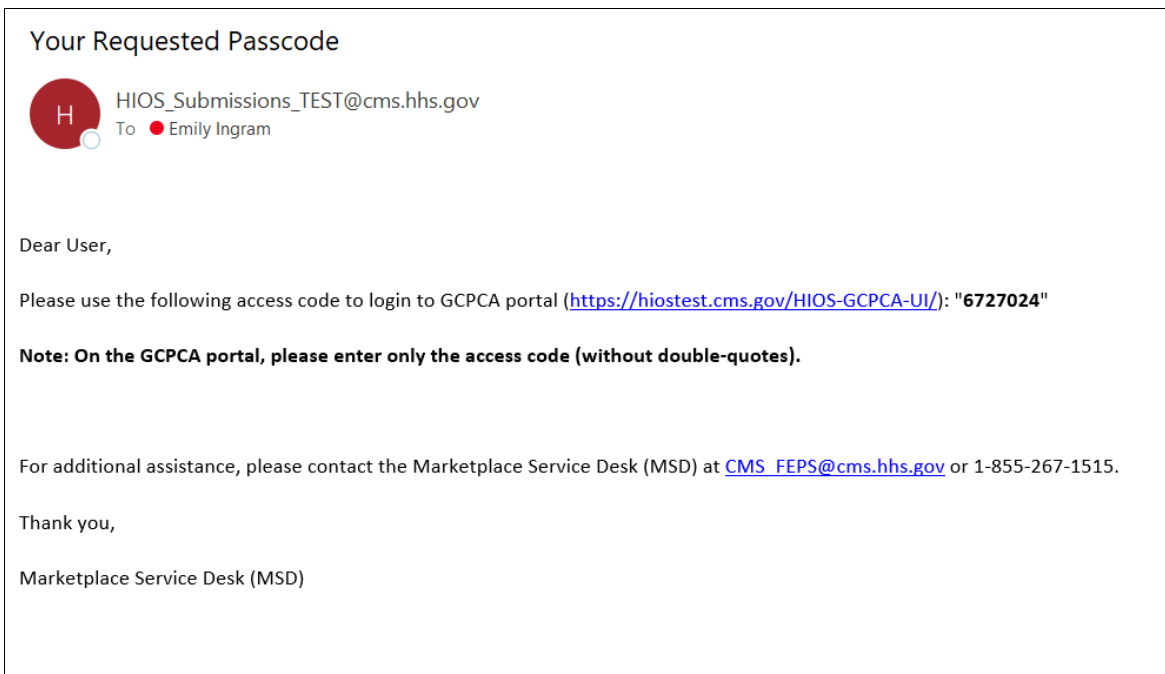 Your Requested Passcode
H
HIOS_Submissions_TEST@cms.hhs.gov
To Emily Ingram
Dear User,
Please use the following access code to login to GCPCA portal (https://hiostest.cms.gov/HIOS-GCPCA-UI/): "6727024"
Note: On the GCPCA portal, please enter only the access code (without double-quotes).
For additional assistance, please contact the Marketplace Service Desk (MSD) at CMS_FEPS@cms.hhs.gov or 1-855-267-1515.
Thank you,
Marketplace Service Desk (MSD)